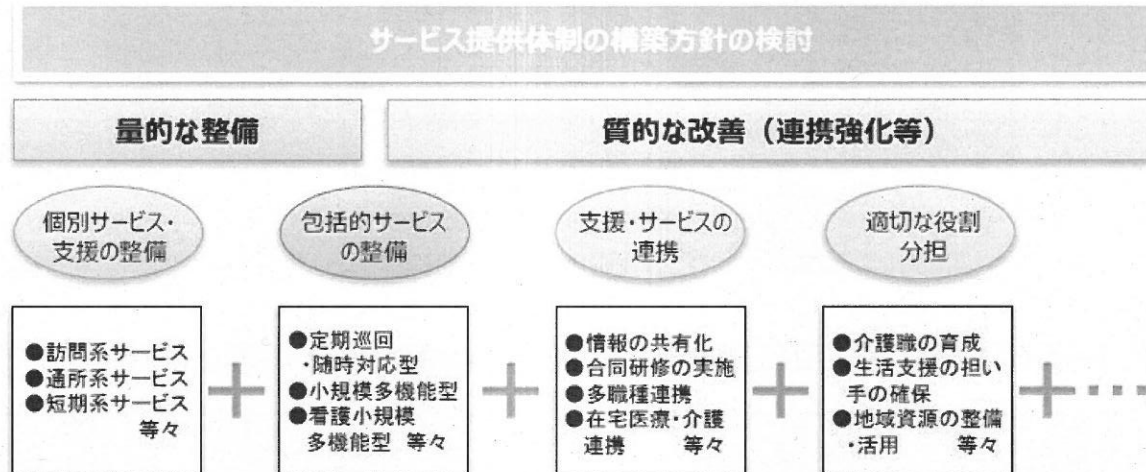 サービス提供体制の構築方針の検討
量的な整備
質的な改善（連携強化等）
個別サービス・
支援の整備
包括的サービス
の整備
支援・サービスの
連携
適切な役割
分担
●訪問系サービス
●通所系サービス
●短期系サービス
等々
●定期巡回
・随時対応型
●小規模多機能型
●看護小規模
多機能型 等々
●情報の共有化
●合同研修の実施
●多職種連携
●在宅医療・介護
連携 等々
●介護職の育成
●生活支援の担い
手の確保
●地域資源の整備
・活用 等々